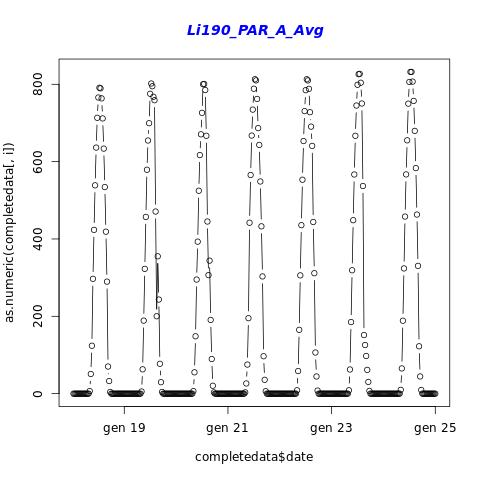 Li190_PAR_A_Avg
as.numeric(completedata[, i])
800
600
400
200
0
gen 19
gen 21
gen 23
gen 25
completedata$date